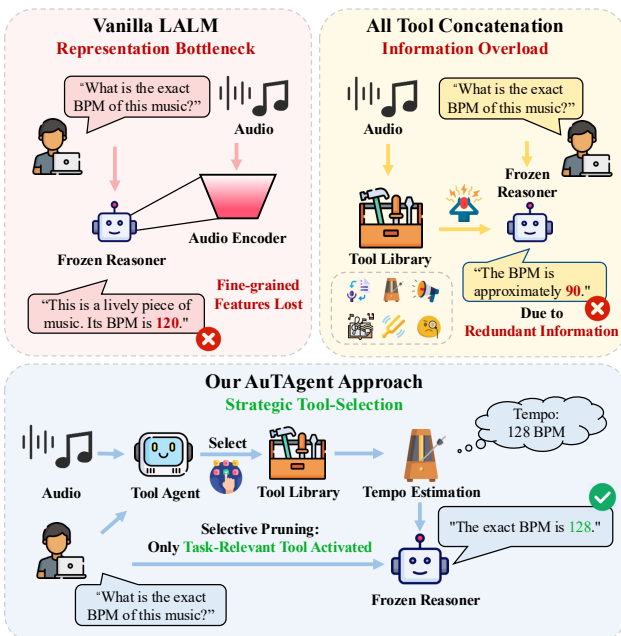 Vanilla LALM
Representation Bottleneck
“What is the exact
BPM of this music?”
Audio
Frozen Reasoner
Audio Encoder
“This is a lively piece of
music. Its BPM is 120."
Fine-grained
Features Lost
All Tool Concatenation
Information Overload
“What is the exact
BPM of this music?”
Audio
Frozen
Reasoner
Tool Library
“The BPM is
approximately 90."
Due to
Redundant Information
Our AuTAgent Approach
Strategic Tool-Selection
Tempo:
128 BPM
Select
Audio
Tool Agent
Tool Library
Tempo Estimation
"The exact BPM is 128."
Selective Pruning:
Only Task-Relevant Tool Activated
“What is the exact
BPM of this music?”
Frozen Reasoner